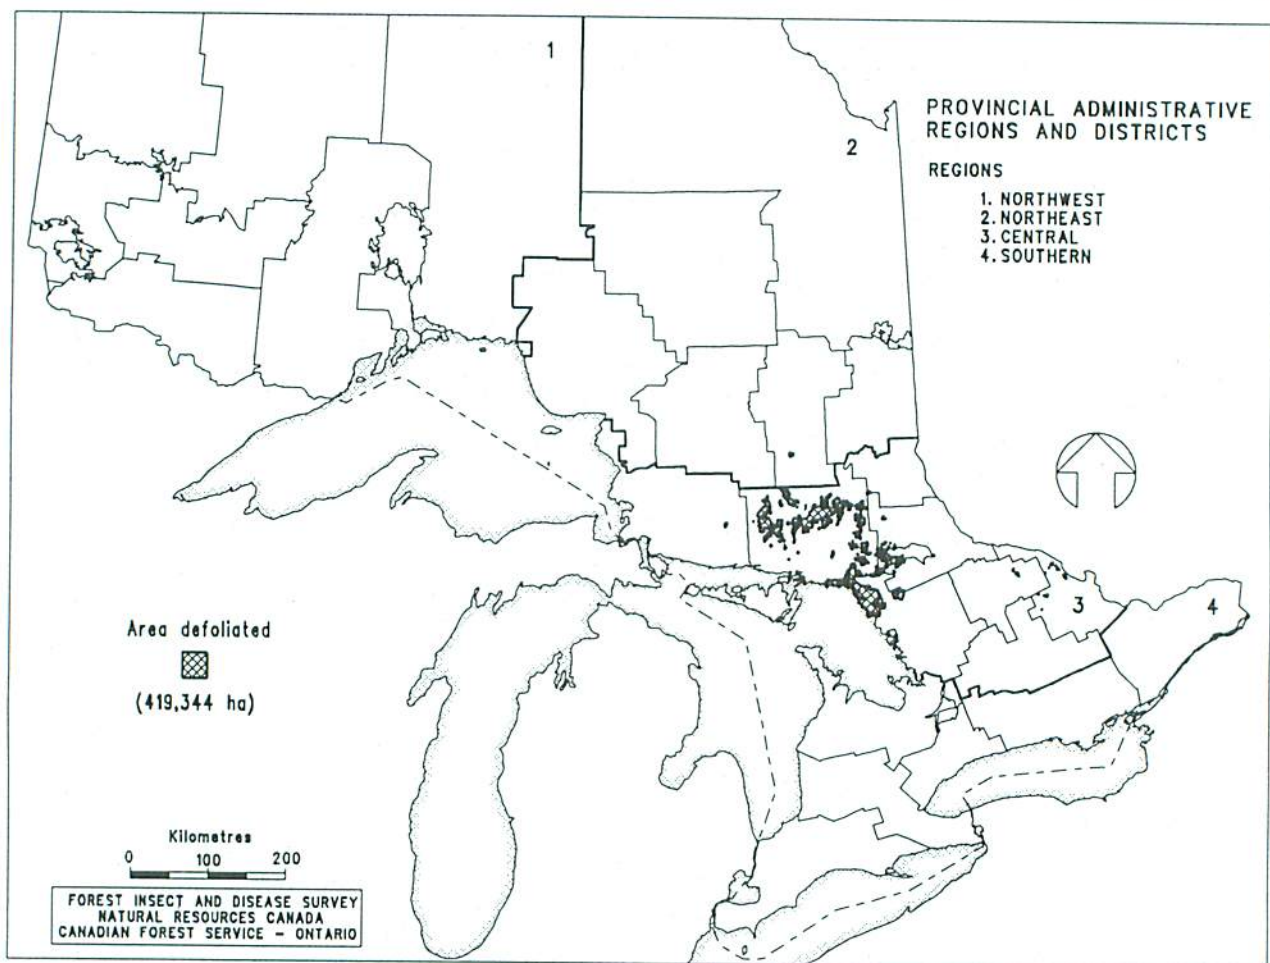 1
2
PROVINCIAL ADMINISTRATIVE
REGIONS AND DISTRICTS
REGIONS
1. NORTHWEST
2. NORTHEAST
3. CENTRAL
4. SOUTHERN
3
4
Area defoliated
(419,344 ha)
Kilometres
0 100 200
FOREST INSECT AND DISEASE SURVEY
NATURAL RESOURCES CANADA
CANADIAN FOREST SERVICE - ONTARIO